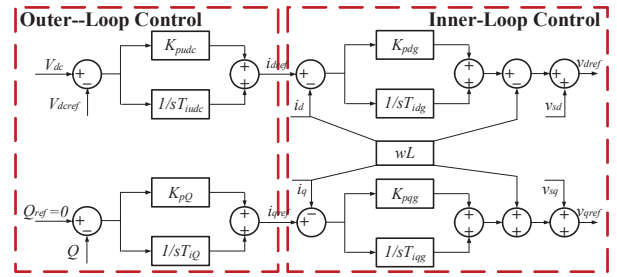 Outer--Loop Control
Inner-Loop Control
Vdc
Vdcref
Kpudc
1/sTiudc
idref
id
Kpdg
1/sTidg
vdref
vsd
wL
Qref=0
Q
KpQ
1/sTiQ
iqref
iq
Kpqg
1/sTiqg
vsq
vqref